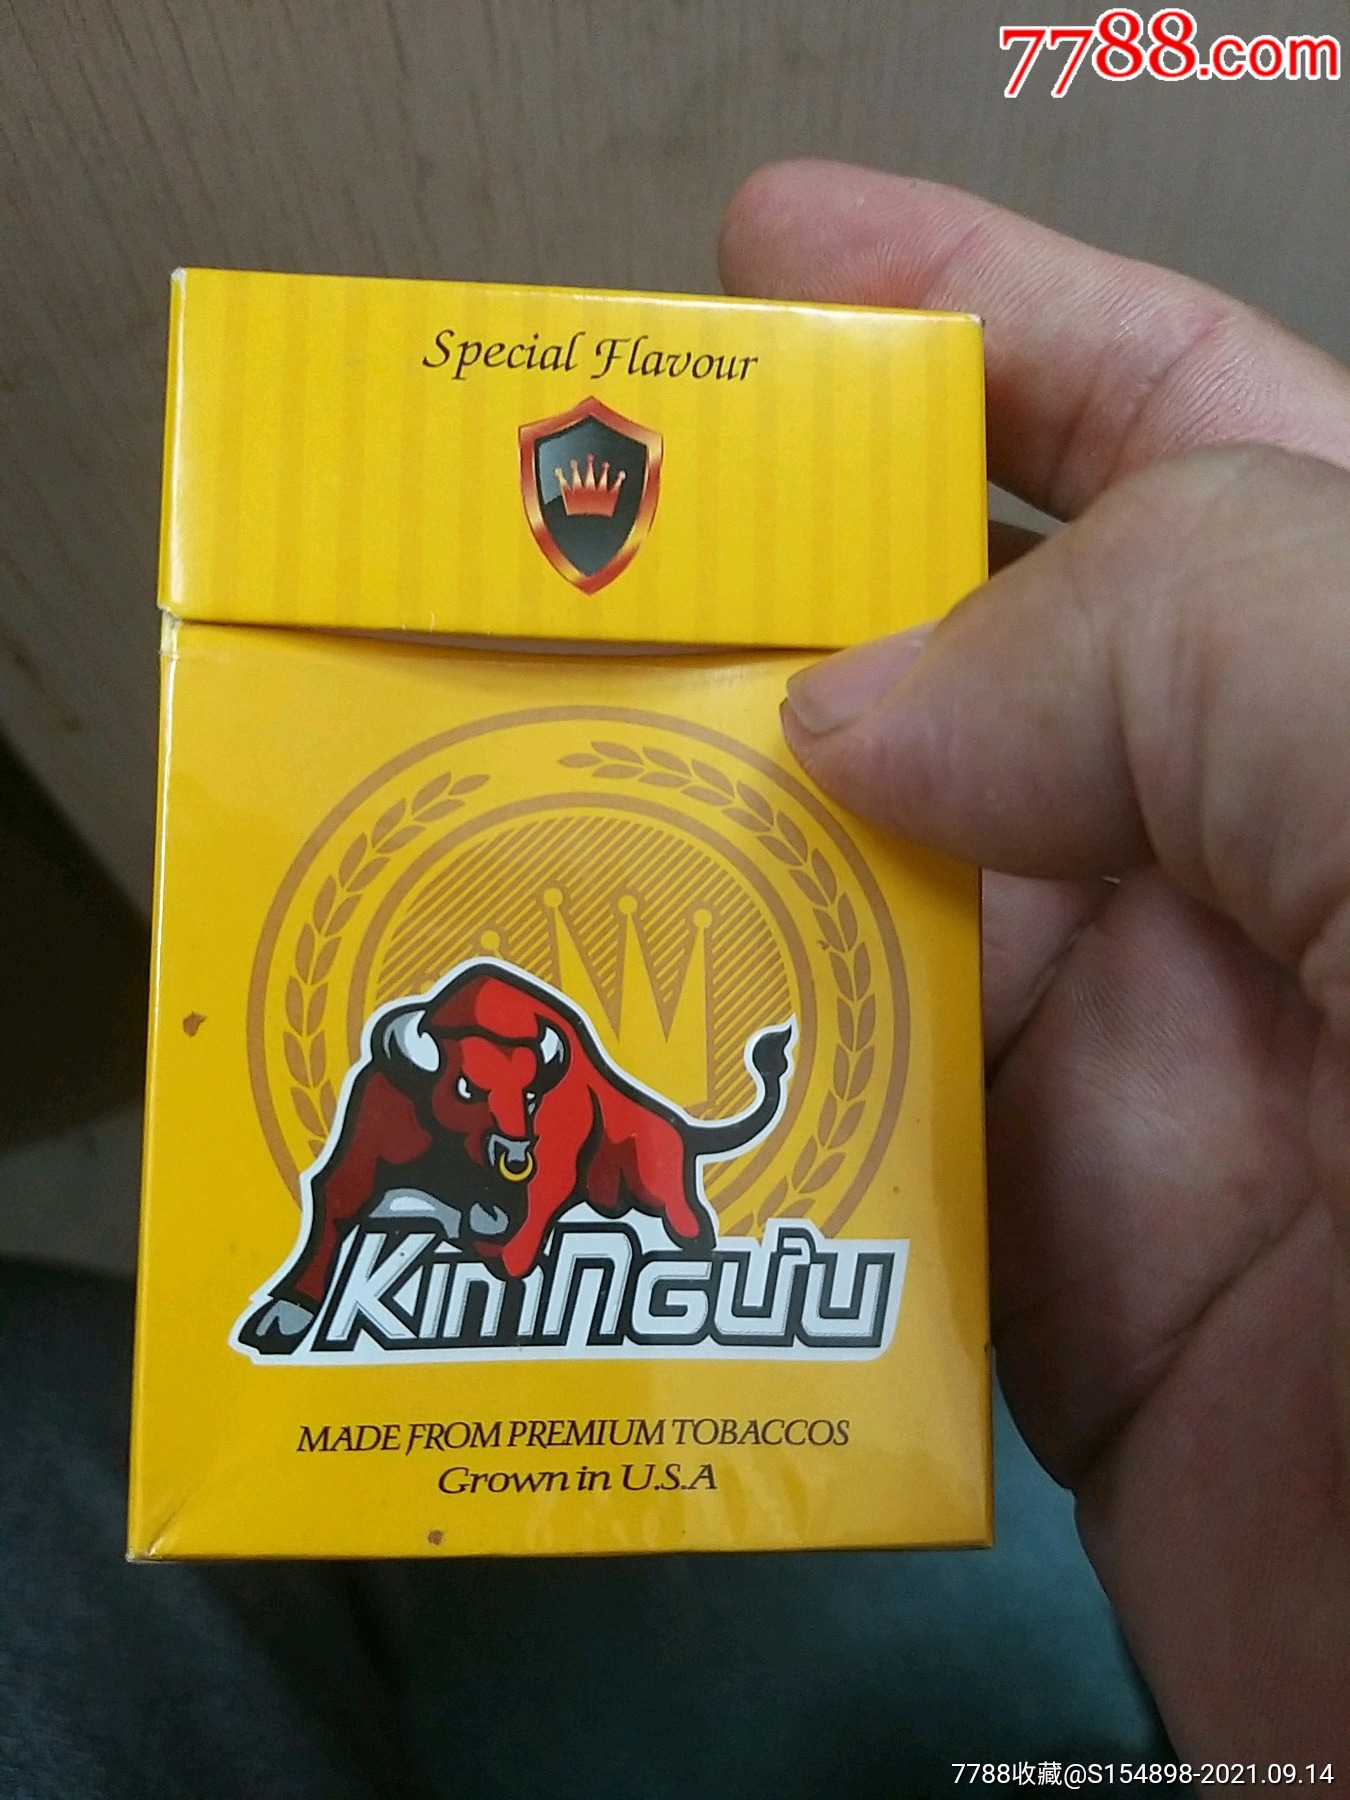 7788.com
Special Flavour
KimNgưu
MADE FROM PREMIUM TOBACCOS
Grown in U.S.A
7788收藏@S154898-2021.09.14